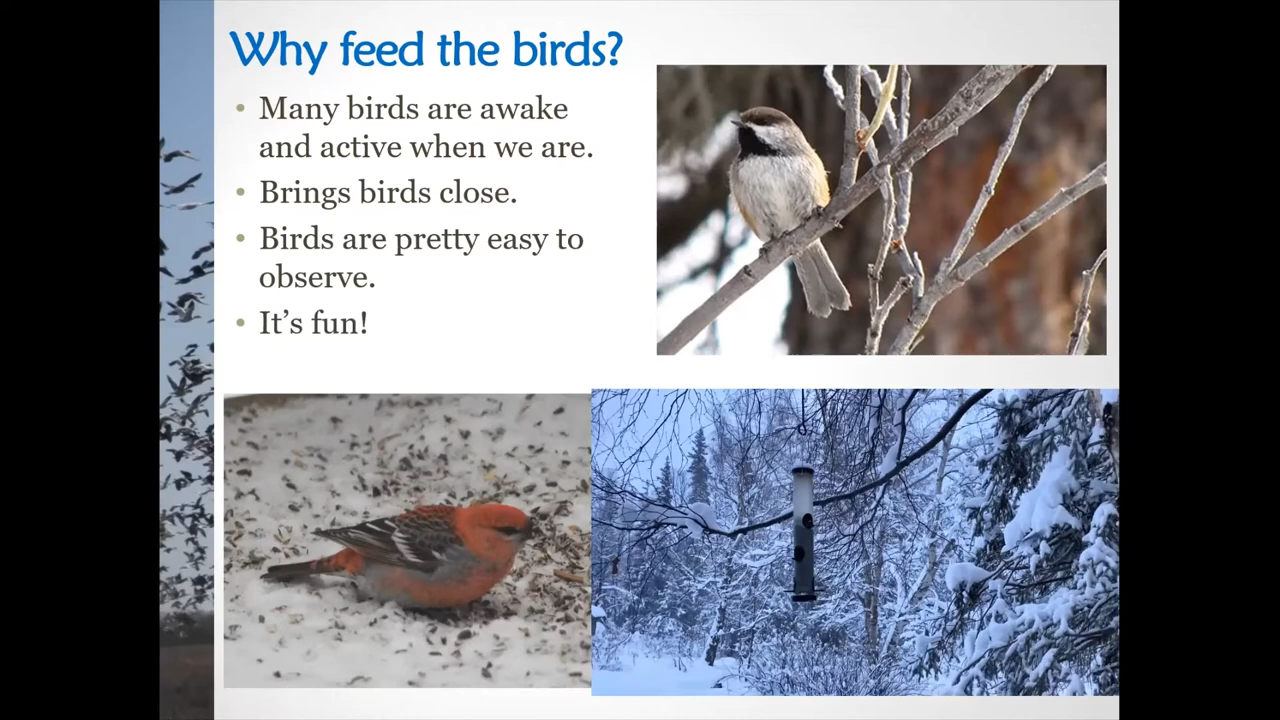 Why feed the birds?
• Many birds are awake
and active when we are.
• Brings birds close.
• Birds are pretty easy to
observe.
• It’s fun!